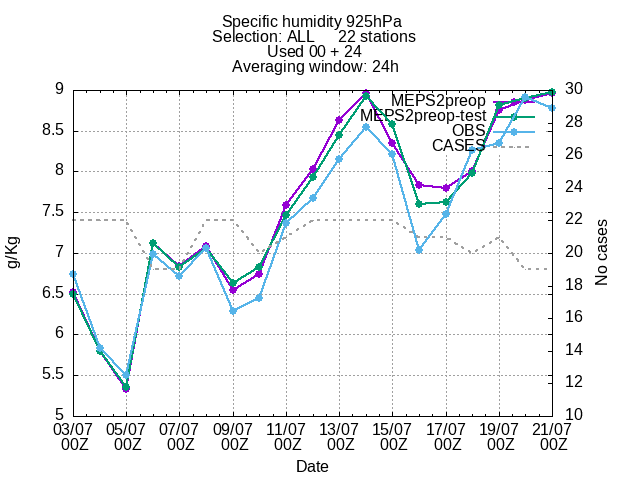 Specific humidity 925hPa
Selection: ALL 22 stations
Used 00 + 24
Averaging window: 24h
MEPS2preop
MEPS2preop-test
OBS
CASES
9
8.5
8
7.5
7
6.5
6
5.5
5
30
28
26
24
22
20
18
16
14
12
10
g/Kg
No cases
03/07 05/07 07/07 09/07 11/07 13/07 15/07 17/07 19/07 21/07
00Z 00Z 00Z 00Z 00Z 00Z 00Z 00Z 00Z 00Z
Date